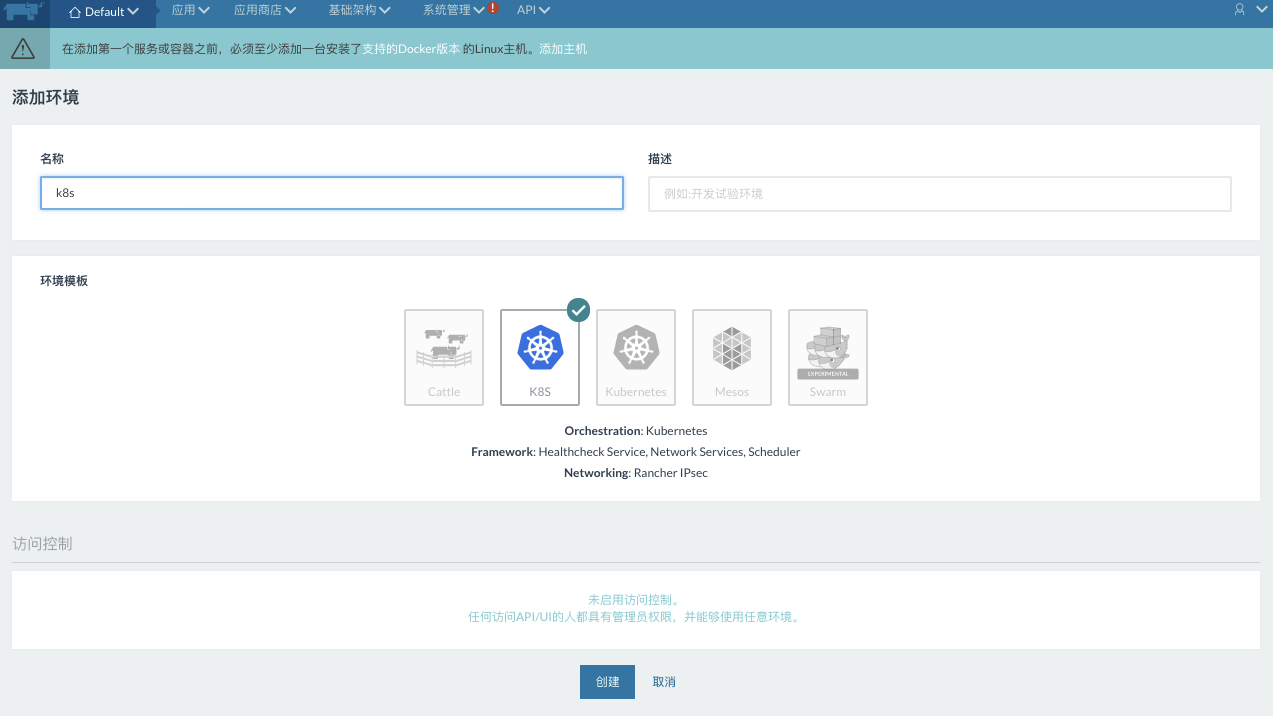 Default 应用 应用商店 基础架构 系统管理 ! API
在添加第一个服务或容器之前，必须至少添加一台安装了支持的Docker版本 的Linux主机。添加主机
添加环境
名称 描述
k8s 例如:开发试验环境
环境模板
EXPERIMENTAL
Cattle K8S Kubernetes Mesos Swarm
Orchestration: Kubernetes
Framework: Healthcheck Service, Network Services, Scheduler
Networking: Rancher IPsec
访问控制
未启用访问控制。
任何访问API/UI的人都具有管理员权限，并能够使用任意环境。
创建 取消